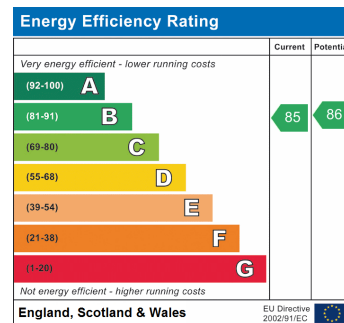 Energy Efficiency Rating
Current Potentia
Very energy efficient - lower running costs
(92-100) A
(81-91) B
85 86
(69-80) C
(55-68) D
(39-54) E
(21-38) F
(1-20) G
Not energy efficient - higher running costs
England, Scotland & Wales
EU Directive
2002/91/EC